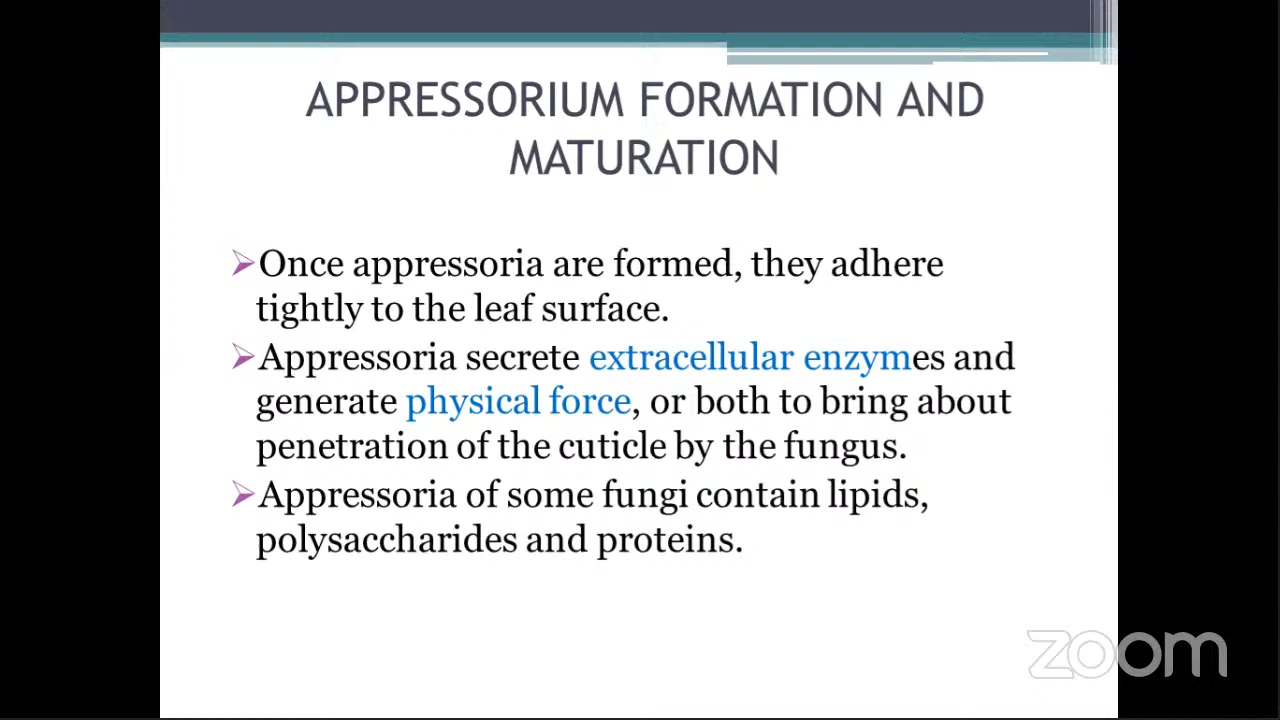 APPRESSORIUM FORMATION AND
MATURATION
Once appressoria are formed, they adhere
tightly to the leaf surface.
Appressoria secrete extracellular enzymes and
generate physical force, or both to bring about
penetration of the cuticle by the fungus.
Appressoria of some fungi contain lipids,
polysaccharides and proteins.
zoom